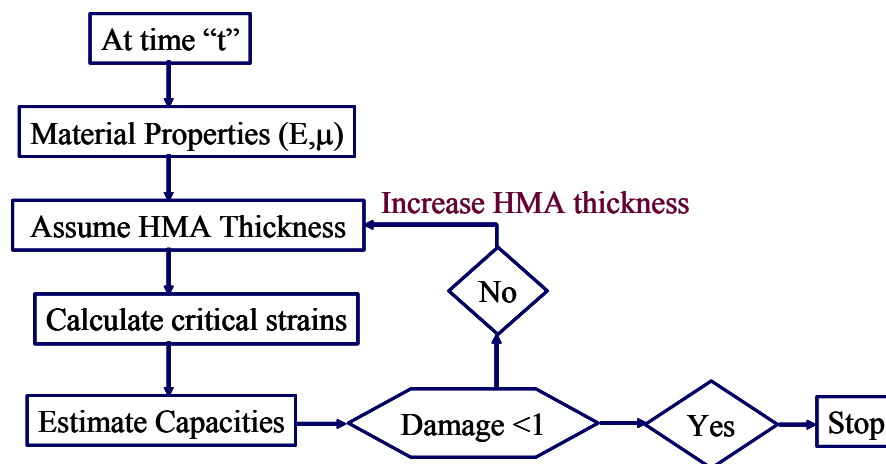 At time “t”
Material Properties (E,μ)
Increase HMA thickness
Assume HMA Thickness
No
Calculate critical strains
Estimate Capacities
Damage <1
Yes
Stop